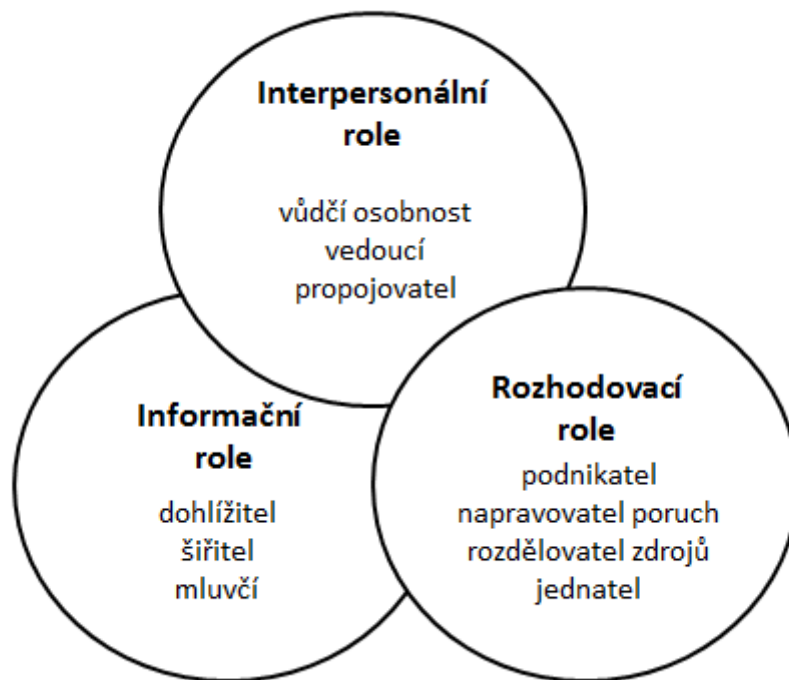 Interpersonální
role
vůdčí osobnost
vedoucí
propojovatel
Informační
role
dohlížitel
šiřitel
mluvčí
Rozhodovací
role
podnikatel
napravovatel poruch
rozdělovatel zdrojů
jednatel